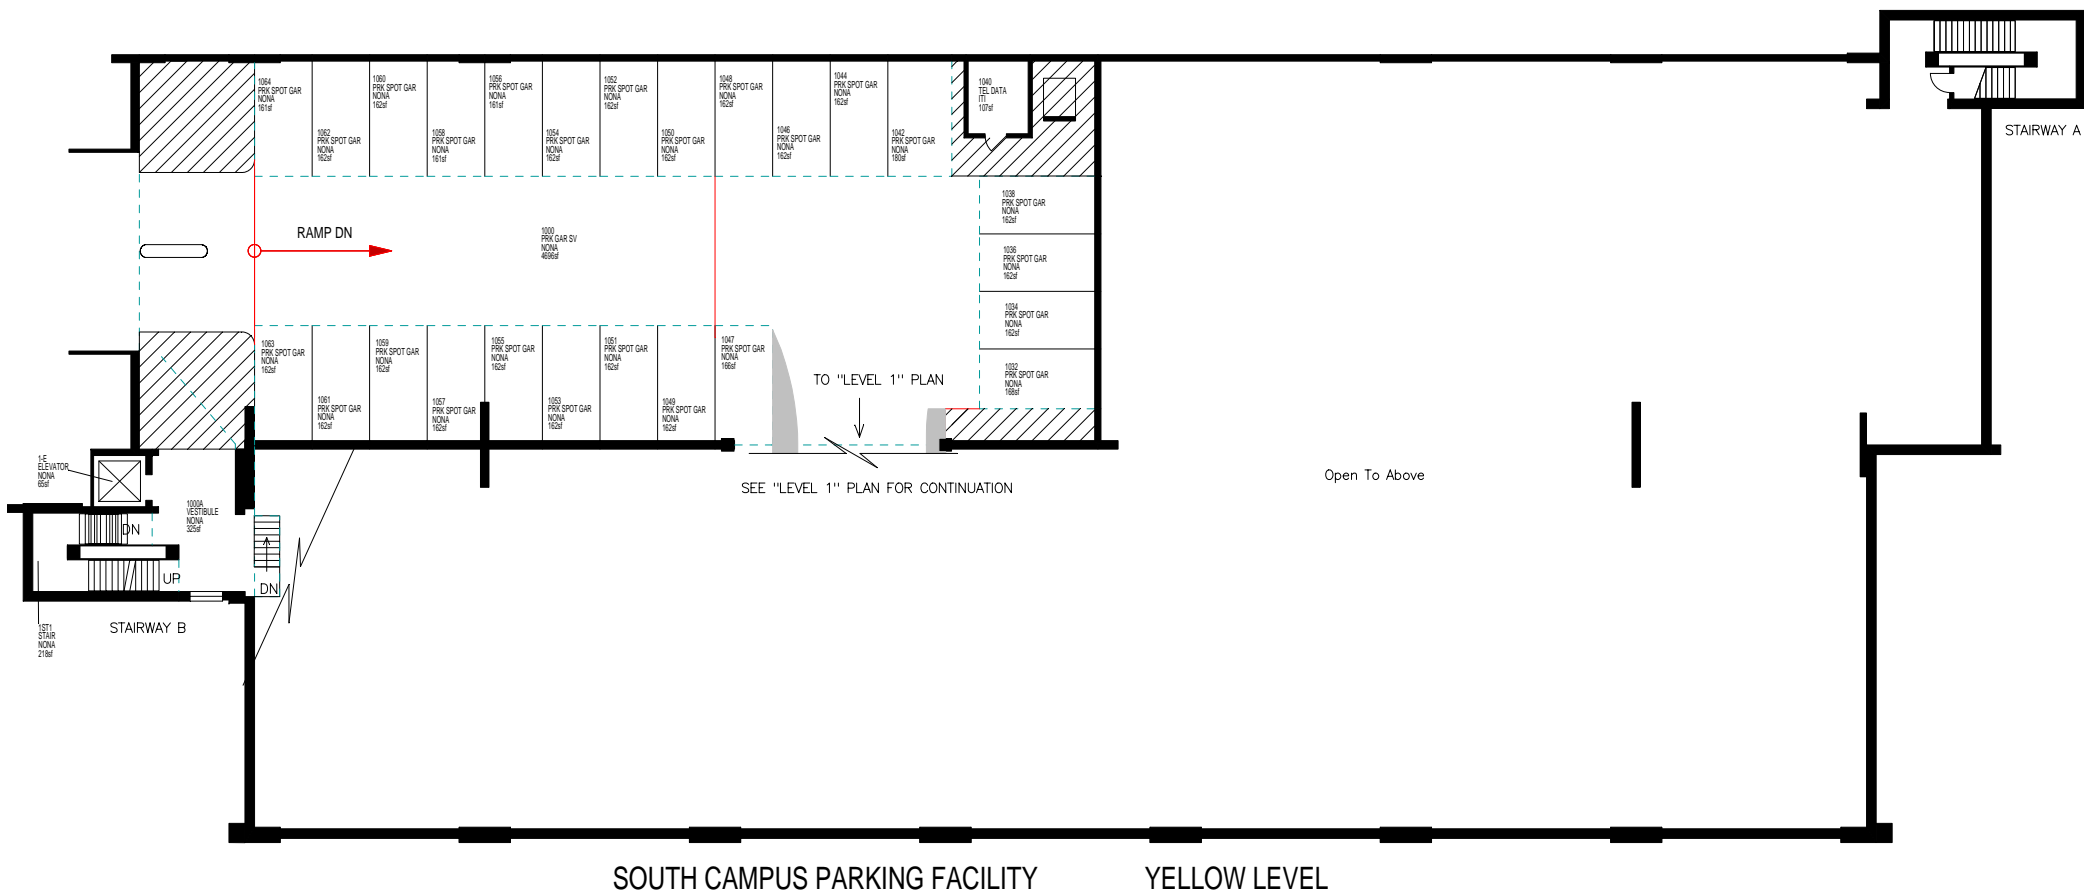 1064
PRK SPOT GAR
NONA
161sf
1060
PRK SPOT GAR
NONA
162sf
1056
PRK SPOT GAR
NONA
161sf
1052
PRK SPOT GAR
NONA
162sf
1048
PRK SPOT GAR
NONA
162sf
1044
PRK SPOT GAR
NONA
162sf
1040
TEL DATA
ITI
107sf
1062
PRK SPOT GAR
NONA
162sf
1058
PRK SPOT GAR
NONA
161sf
1054
PRK SPOT GAR
NONA
162sf
1050
PRK SPOT GAR
NONA
162sf
1046
PRK SPOT GAR
NONA
162sf
1042
PRK SPOT GAR
NONA
180sf
STAIRWAY A
1038
PRK SPOT GAR
NONA
162sf
RAMP DN
1000
PRK GAR SV
NONA
4696sf
1036
PRK SPOT GAR
NONA
162sf
1034
PRK SPOT GAR
NONA
162sf
1032
PRK SPOT GAR
NONA
168sf
1063
PRK SPOT GAR
NONA
162sf
1059
PRK SPOT GAR
NONA
162sf
1055
PRK SPOT GAR
NONA
162sf
1051
PRK SPOT GAR
NONA
162sf
1047
PRK SPOT GAR
NONA
166sf
1061
PRK SPOT GAR
NONA
162sf
1057
PRK SPOT GAR
NONA
162sf
1053
PRK SPOT GAR
NONA
162sf
1049
PRK SPOT GAR
NONA
162sf
TO "LEVEL 1" PLAN
SEE "LEVEL 1" PLAN FOR CONTINUATION
Open To Above
1-E
ELEVATOR
NONA
65sf
1000A
VESTIBULE
NONA
325sf
DN
UP
DN
1ST1
STAIR
NONA
218sf
STAIRWAY B
SOUTH CAMPUS PARKING FACILITY YELLOW LEVEL